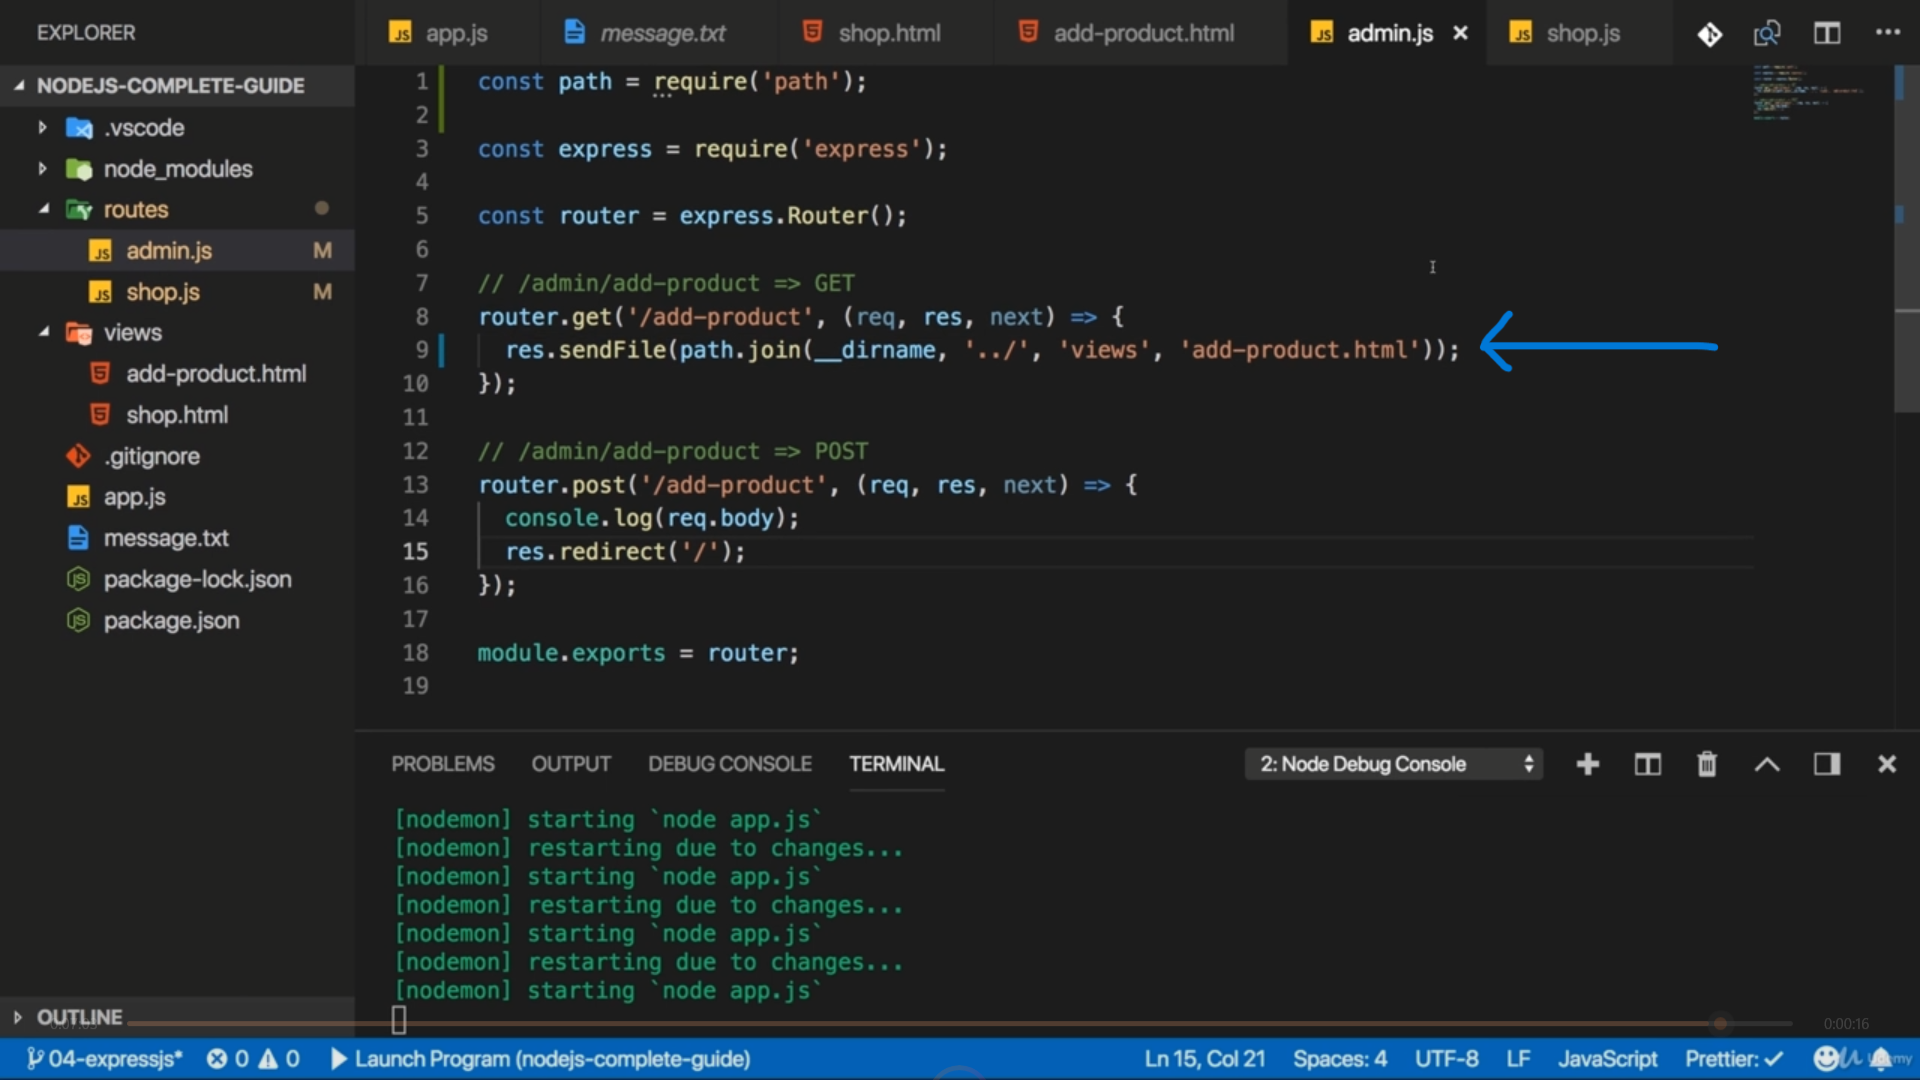 EXPLORER
NODEJS-COMPLETE-GUIDE
.vscode
node_modules
routes
admin.js M
shop.js M
views
add-product.html
shop.html
.gitignore
app.js
message.txt
package-lock.json
package.json
OUTLINE
app.js message.txt shop.html add-product.html admin.js × shop.js
1 const path = require('path');
2
3 const express = require('express');
4
5 const router = express.Router();
6
7 // /admin/add-product => GET
8 router.get('/add-product', (req, res, next) => {
9 res.sendFile(path.join(__dirname, '../', 'views', 'add-product.html'));
10 });
11
12 // /admin/add-product => POST
13 router.post('/add-product', (req, res, next) => {
14 console.log(req.body);
15 res.redirect('/');
16 });
17
18 module.exports = router;
19
PROBLEMS OUTPUT DEBUG CONSOLE TERMINAL 2: Node Debug Console
[nodemon] starting `node app.js`
[nodemon] restarting due to changes...
[nodemon] starting `node app.js`
[nodemon] restarting due to changes...
[nodemon] starting `node app.js`
[nodemon] restarting due to changes...
[nodemon] starting `node app.js`
0:00:16
04-expressjs* 0 0 Launch Program (nodejs-complete-guide) Ln 15, Col 21 Spaces: 4 UTF-8 LF JavaScript Prettier: ✓